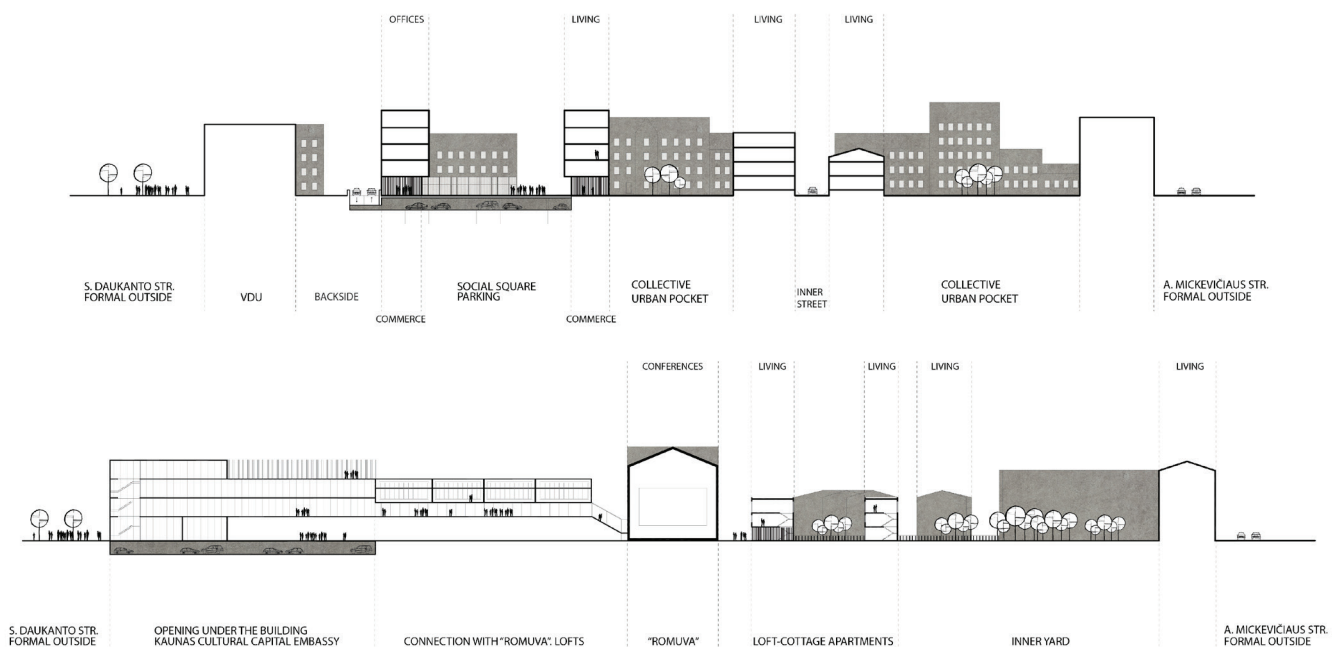 OFFICES
LIVING
LIVING
LIVING
S. DAUKANTO STR.
FORMAL OUTSIDE
VDU
BACKSIDE
SOCIAL SQUARE
PARKING
COLLECTIVE
URBAN POCKET
INNER
STREET
COLLECTIVE
URBAN POCKET
A. MICKEVIČIAUS STR.
FORMAL OUTSIDE
COMMERCE
COMMERCE
CONFERENCES
LIVING
LIVING
LIVING
LIVING
S. DAUKANTO STR.
FORMAL OUTSIDE
OPENING UNDER THE BUILDING
KAUNAS CULTURAL CAPITAL EMBASSY
CONNECTION WITH "ROMUVA". LOFTS
"ROMUVA"
LOFT-COTTAGE APARTMENTS
INNER YARD
A. MICKEVIČIAUS STR.
FORMAL OUTSIDE